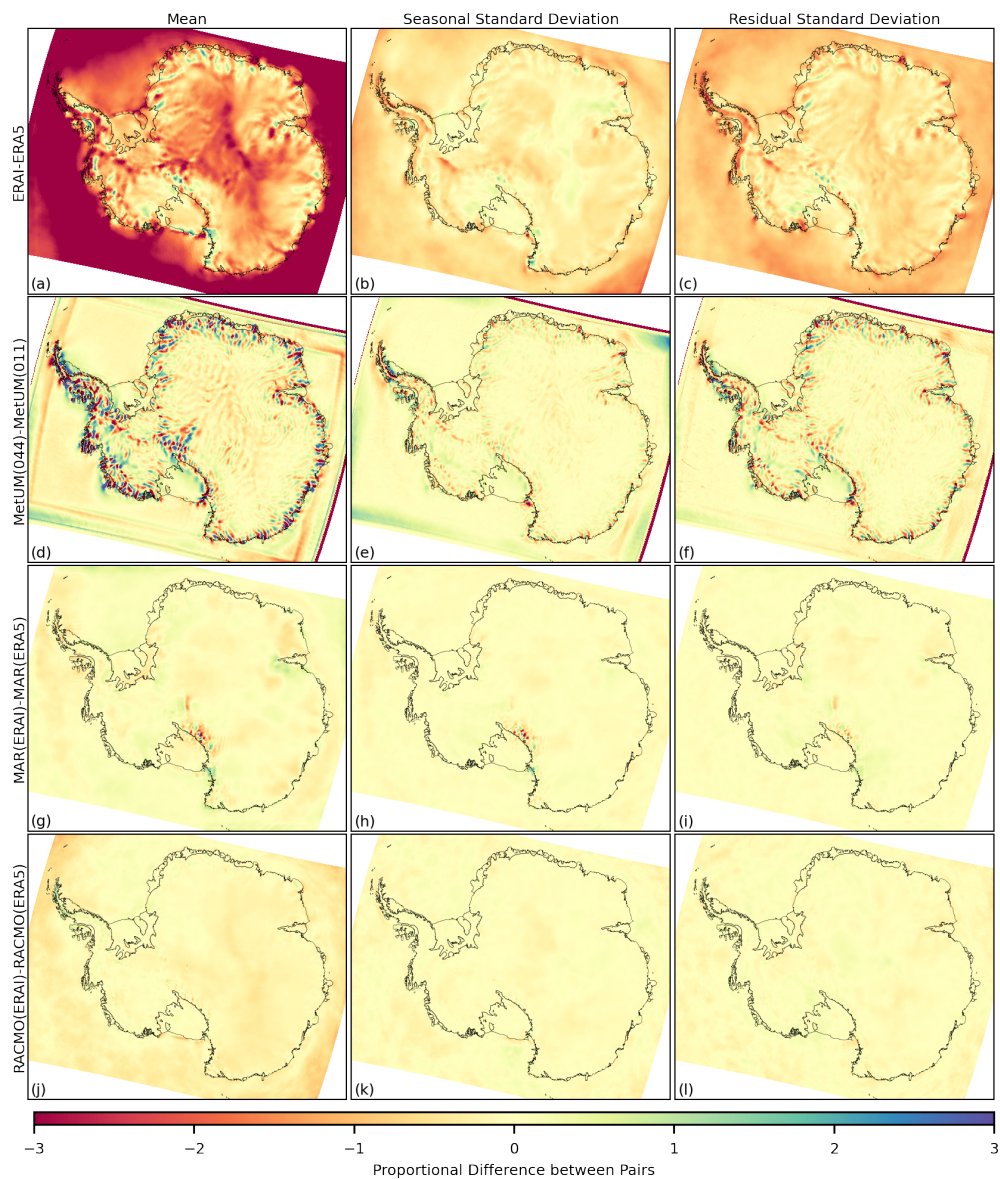 Mean
Seasonal Standard Deviation
Residual Standard Deviation
ERAI-ERA5
(a)
(b)
(c)
MetUM(044)-MetUM(011)
(d)
(e)
(f)
MAR(ERAI)-MAR(ERA5)
(g)
(h)
(i)
RACMO(ERAI)-RACMO(ERA5)
(j)
(k)
(l)
−3
−2
−1
0
1
2
3
Proportional Difference between Pairs